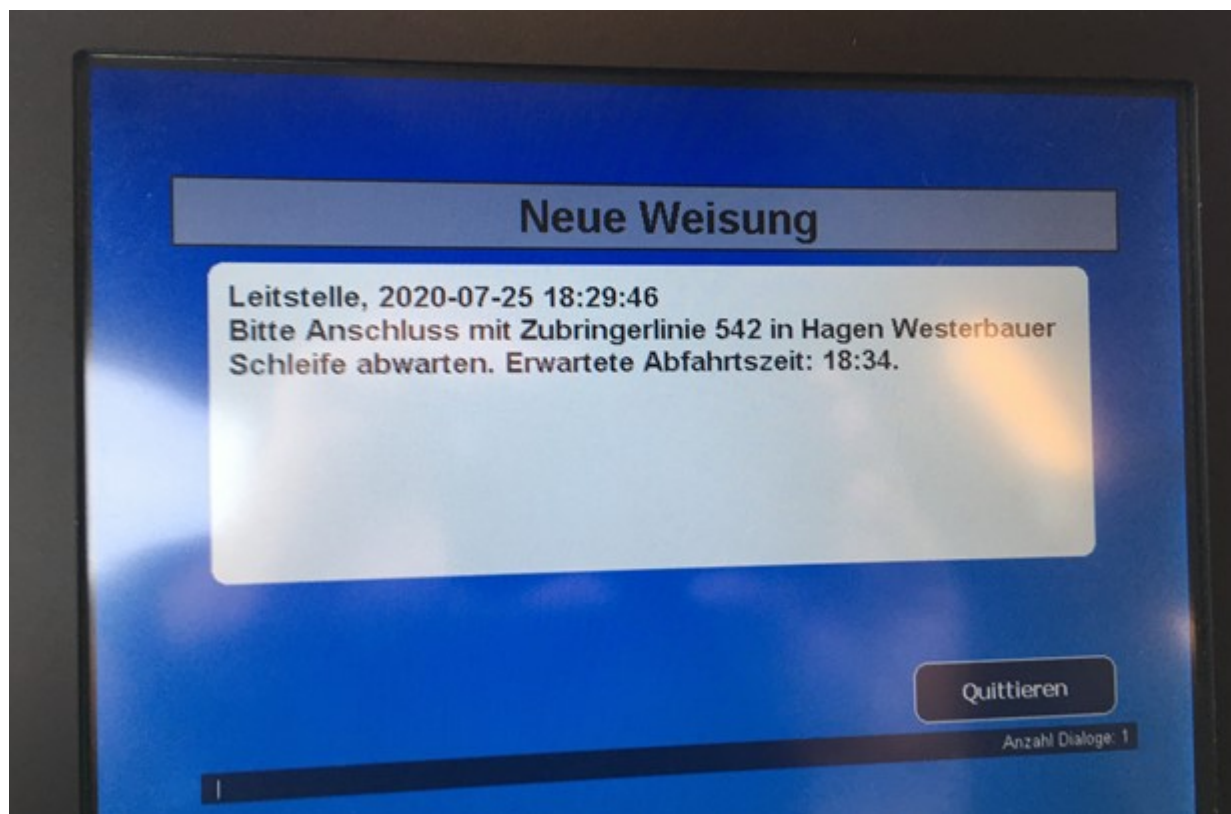 Neue Weisung
Leitstelle, 2020-07-25 18:29:46
Bitte Anschluss mit Zubringerlinie 542 in Hagen Westerbauer
Schleife abwarten. Erwartete Abfahrtszeit: 18:34.
Quittieren
Anzahl Dialoge: 1